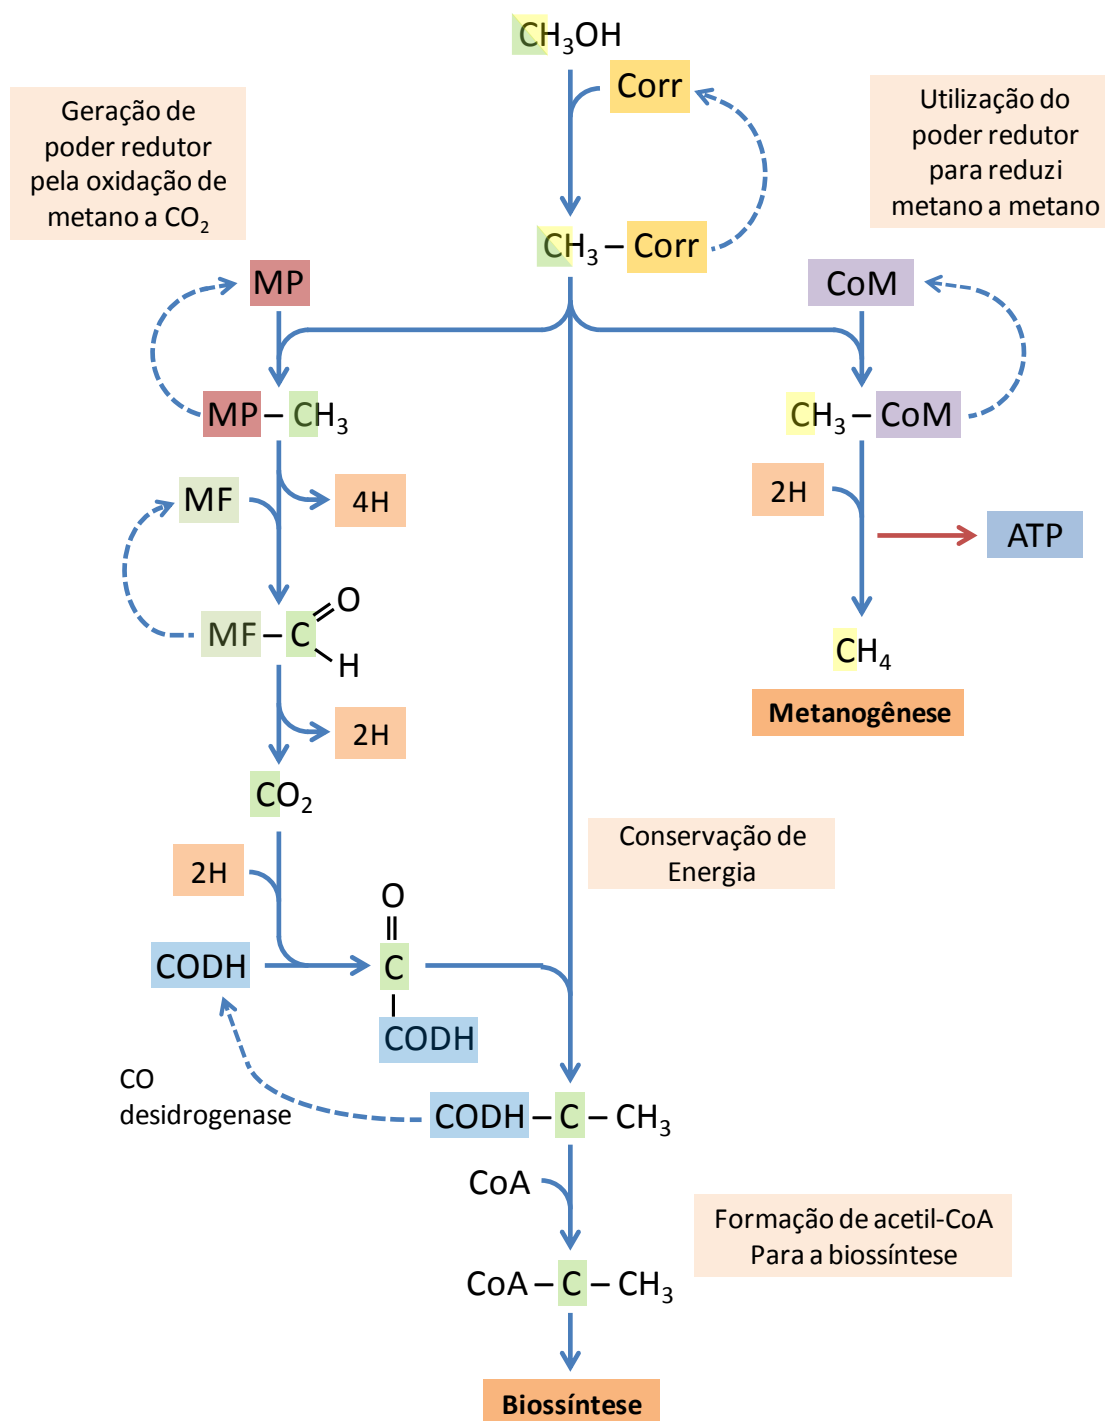 CH₃OH
Corr
Geração de
poder redutor
pela oxidação de
metano a CO₂
Utilização do
poder redutor
para reduzi
metano a metano
CH₃ – Corr
MP
CoM
MP – CH₃
CH₃ – CoM
MF
4H
2H
ATP
MF – C
O
H
CH₄
Metanogênese
2H
CO₂
Conservação de
Energia
2H
O
CODH
C
CODH
CO
desidrogenase
CODH – C – CH₃
CoA
Formação de acetil-CoA
Para a biossíntese
CoA – C – CH₃
Biossíntese